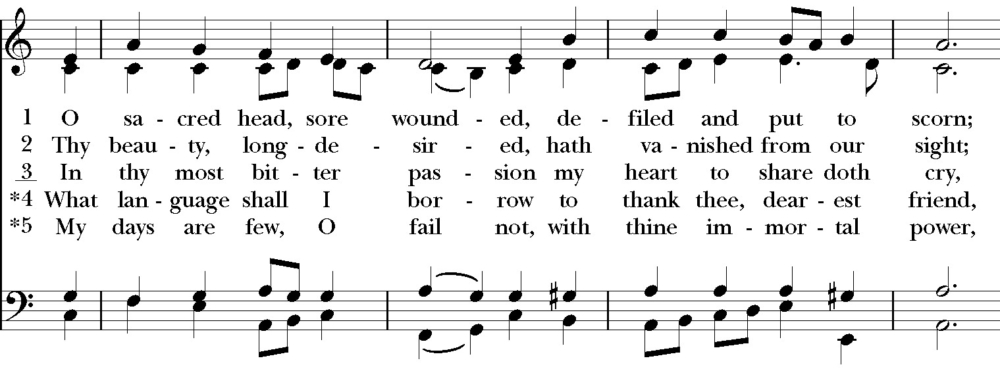 1 O sa - cred head, sore wound - ed, de - filed and put to scorn;
2 Thy beau - ty, long - de - sir - ed, hath va - nished from our sight;
3 In thy most bit - ter pas - sion my heart to share doth cry,
*4 What lan - guage shall I bor - row to thank thee, dear - est friend,
*5 My days are few, O fail not, with thine im - mor - tal power,